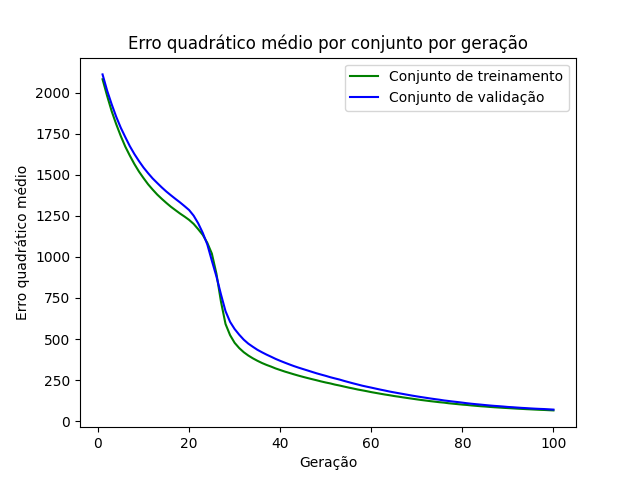 Erro quadrático médio por conjunto por geração
Conjunto de treinamento
Conjunto de validação
Erro quadrático médio
2000
1750
1500
1250
1000
750
500
250
0
0 20 40 60 80 100
Geração